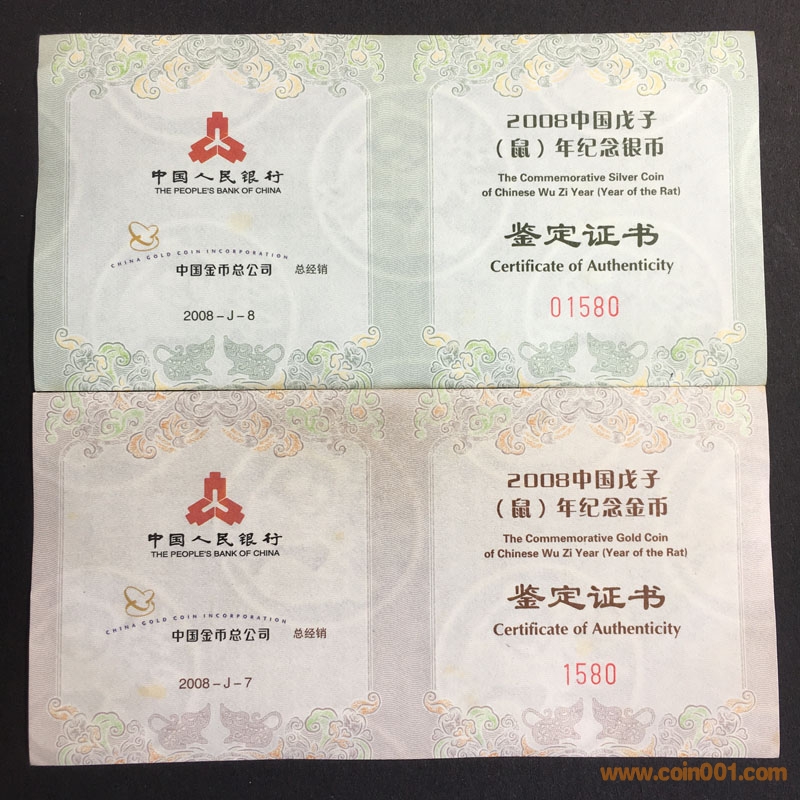 中国人民银行
THE PEOPLE'S BANK OF CHINA
CHINA GOLD COIN INCORPORATION
中国金币总公司 总经销
2008-J-8
2008中国戊子
（鼠）年纪念银币
The Commemorative Silver Coin
of Chinese Wu Zi Year (Year of the Rat)
鉴定证书
Certificate of Authenticity
01580
中国人民银行
THE PEOPLE'S BANK OF CHINA
CHINA GOLD COIN INCORPORATION
中国金币总公司 总经销
2008-J-7
2008中国戊子
（鼠）年纪念金币
The Commemorative Gold Coin
of Chinese Wu Zi Year (Year of the Rat)
鉴定证书
Certificate of Authenticity
1580
www.coin001.com